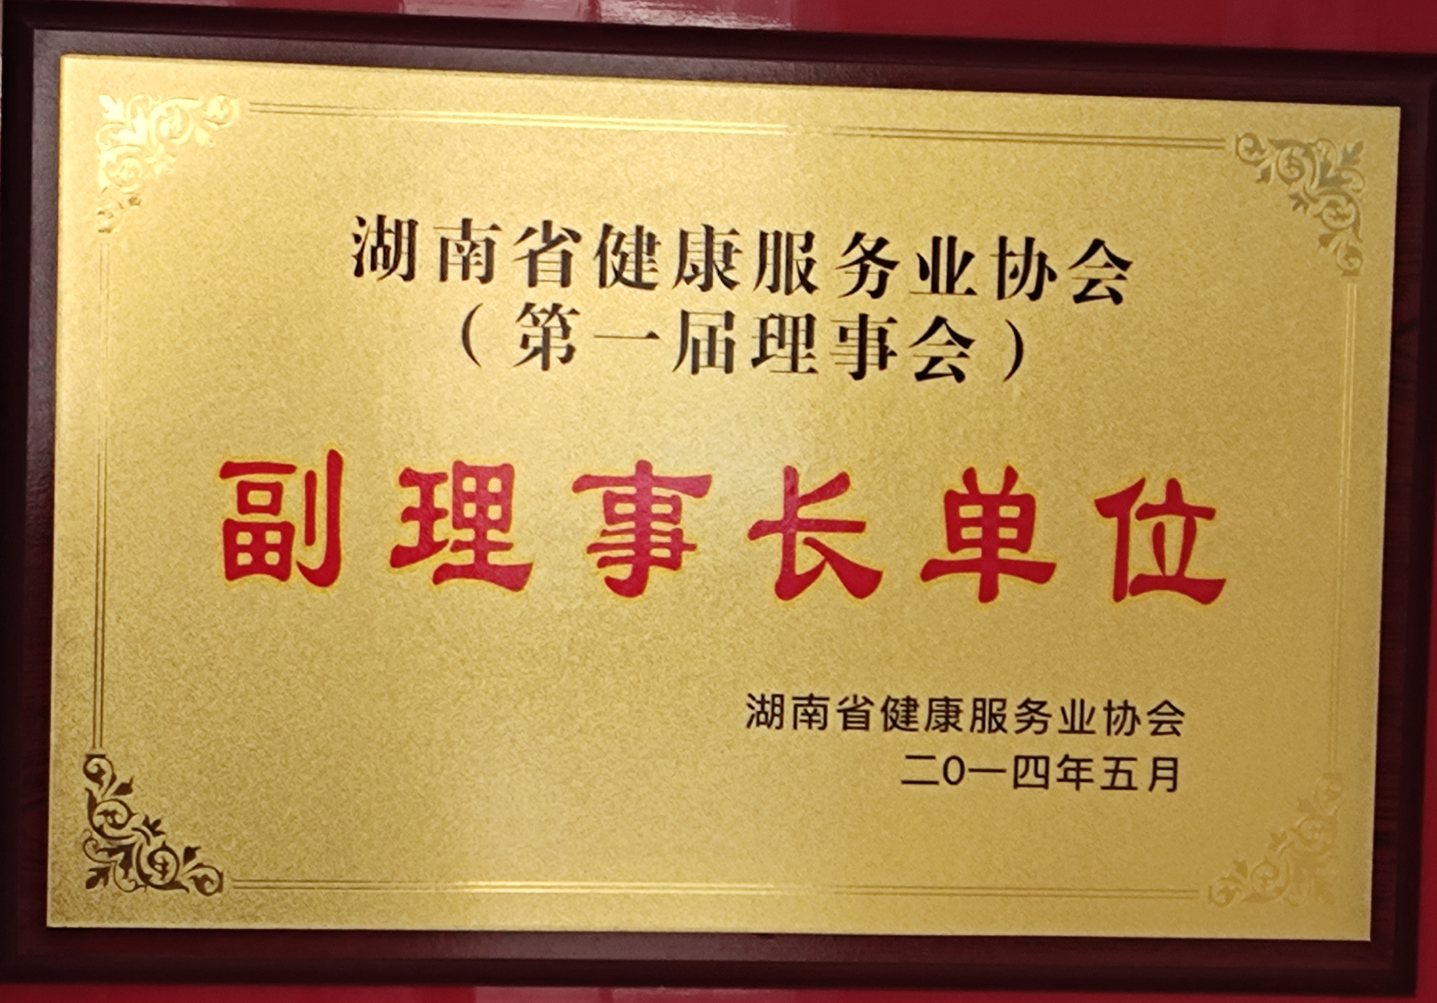 湖南省健康服务业协会
（第一届理事会）
副理事长单位
湖南省健康服务业协会
二0一四年五月